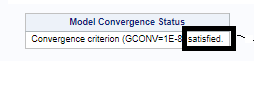 Model Convergence Status
Convergence criterion (GCONV=1E-8 satisfied.